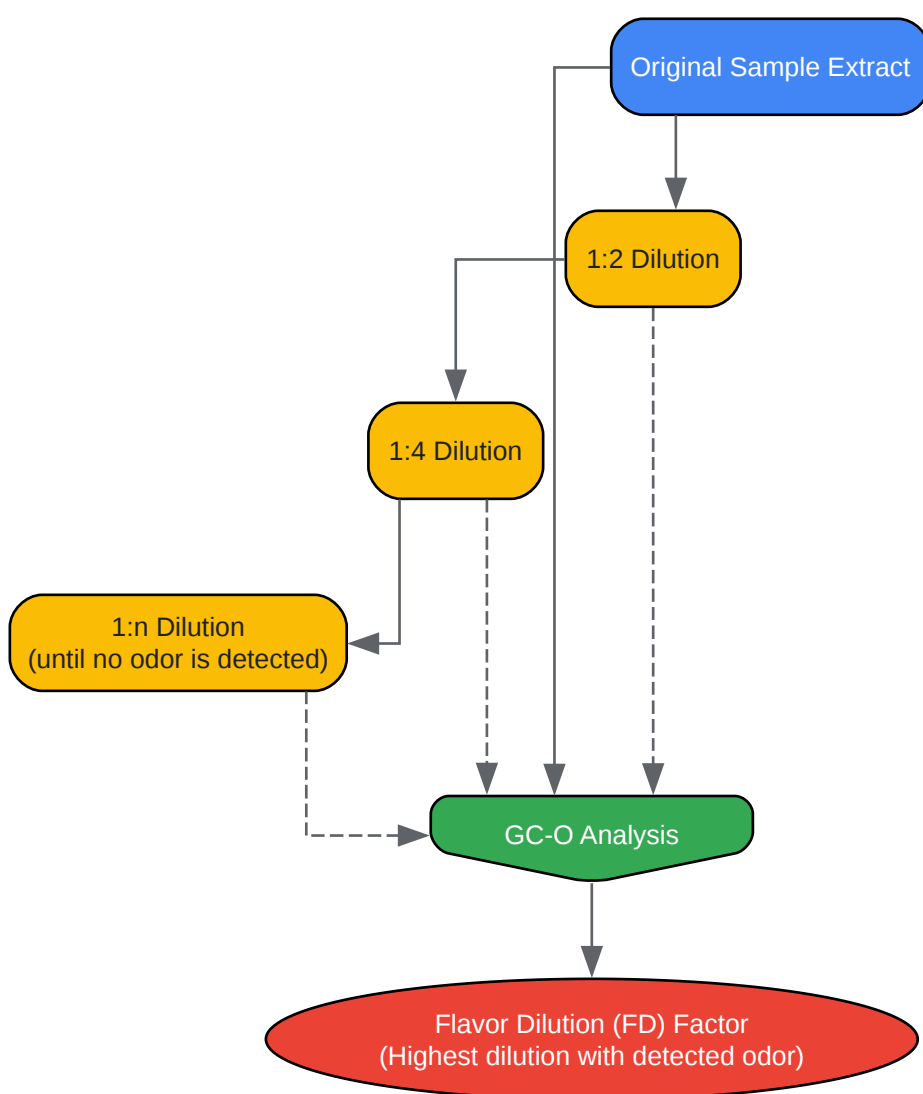 Original Sample Extract
1:2 Dilution
1:4 Dilution
1:n Dilution
(until no odor is detected)
GC-O Analysis
Flavor Dilution (FD) Factor
(Highest dilution with detected odor)